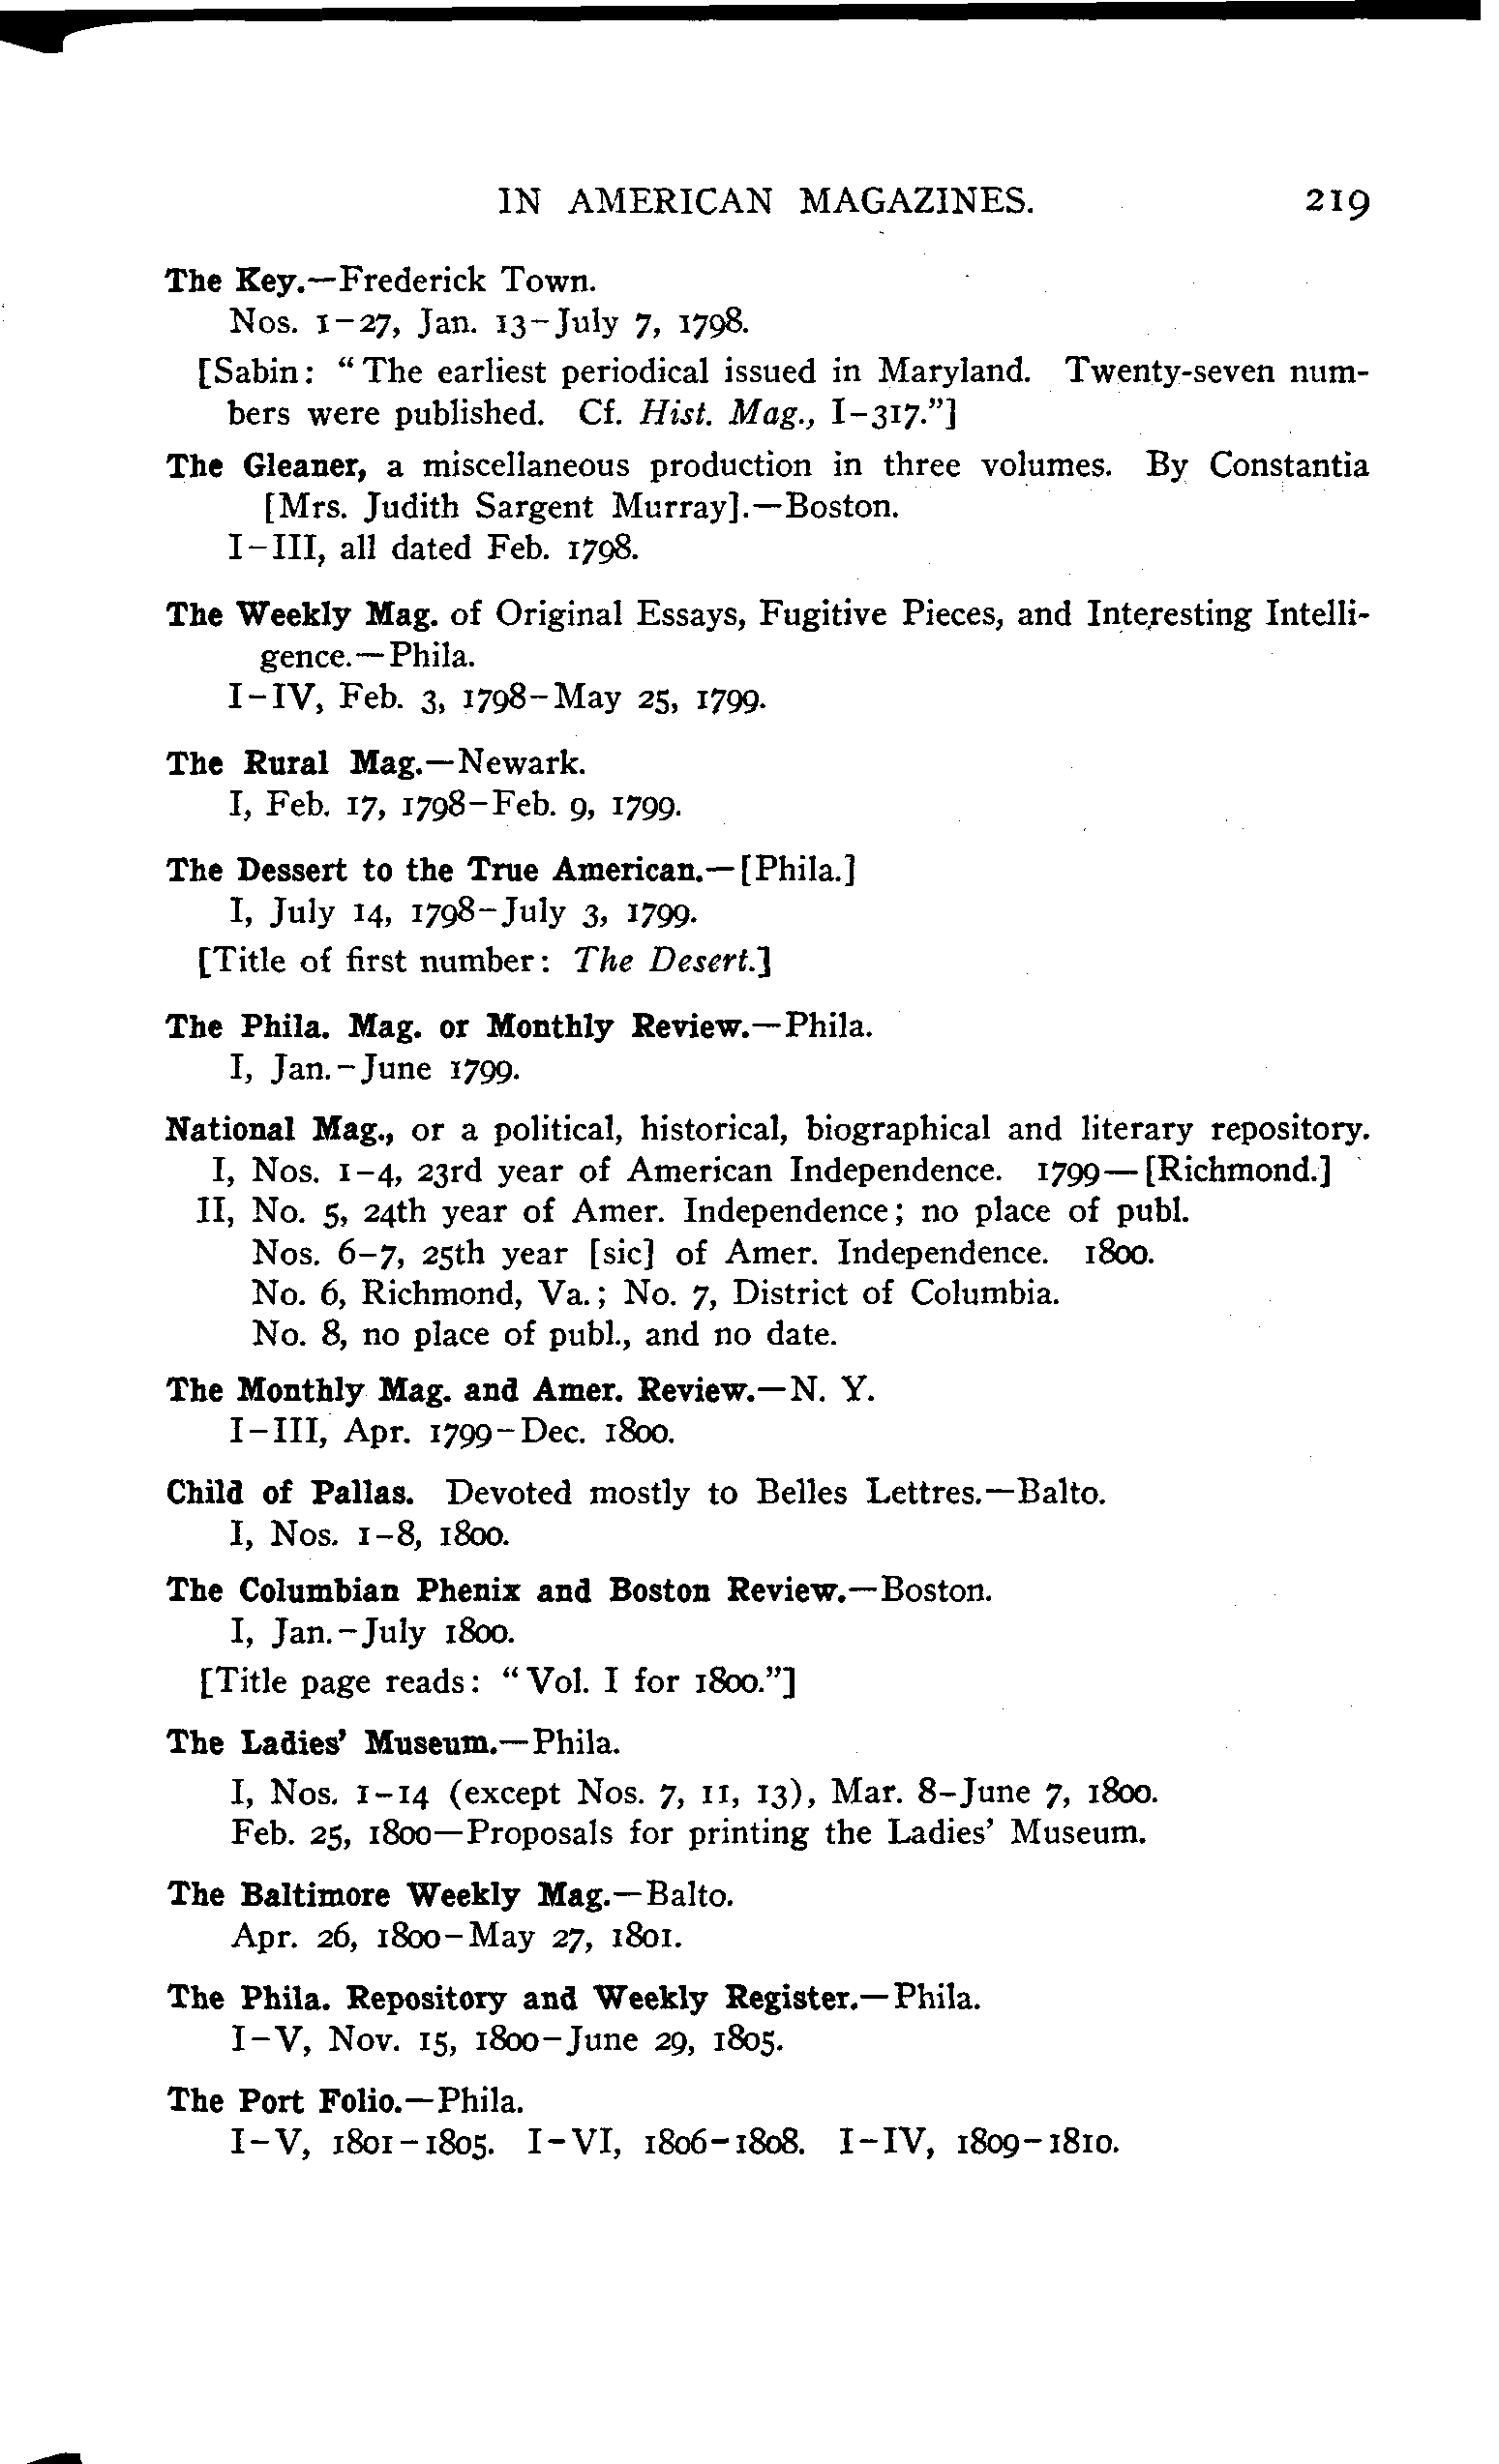 IN AMERICAN MAGAZINES. 219
The Key.—Frederick Town.
Nos. 1–27, Jan. 13–July 7, 1798.
[Sabin: "The earliest periodical issued in Maryland. Twenty-seven num-
bers were published. Cf. Hist. Mag., I–317."]
The Gleaner, a miscellaneous production in three volumes. By Constantia
[Mrs. Judith Sargent Murray].—Boston.
I–III, all dated Feb. 1798.
The Weekly Mag. of Original Essays, Fugitive Pieces, and Interesting Intelli-
gence.—Phila.
I–IV, Feb. 3, 1798–May 25, 1799.
The Rural Mag.—Newark.
I, Feb. 17, 1798–Feb. 9, 1799.
The Dessert to the True American.—[Phila.]
I, July 14, 1798–July 3, 1799.
[Title of first number: The Desert.]
The Phila. Mag. or Monthly Review.—Phila.
I, Jan.–June 1799.
National Mag., or a political, historical, biographical and literary repository.
I, Nos. 1–4, 23rd year of American Independence. 1799—[Richmond.]
II, No. 5, 24th year of Amer. Independence; no place of publ.
Nos. 6–7, 25th year [sic] of Amer. Independence. 1800.
No. 6, Richmond, Va.; No. 7, District of Columbia.
No. 8, no place of publ., and no date.
The Monthly Mag. and Amer. Review.—N. Y.
I–III, Apr. 1799–Dec. 1800.
Child of Pallas. Devoted mostly to Belles Lettres.—Balto.
I, Nos. 1–8, 1800.
The Columbian Phenix and Boston Review.—Boston.
I, Jan.–July 1800.
[Title page reads: "Vol. I for 1800."]
The Ladies' Museum.—Phila.
I, Nos. 1–14 (except Nos. 7, 11, 13), Mar. 8–June 7, 1800.
Feb. 25, 1800—Proposals for printing the Ladies' Museum.
The Baltimore Weekly Mag.—Balto.
Apr. 26, 1800–May 27, 1801.
The Phila. Repository and Weekly Register.—Phila.
I–V, Nov. 15, 1800–June 29, 1805.
The Port Folio.—Phila.
I–V, 1801–1805. I–VI, 1806–1808. I–IV, 1809–1810.